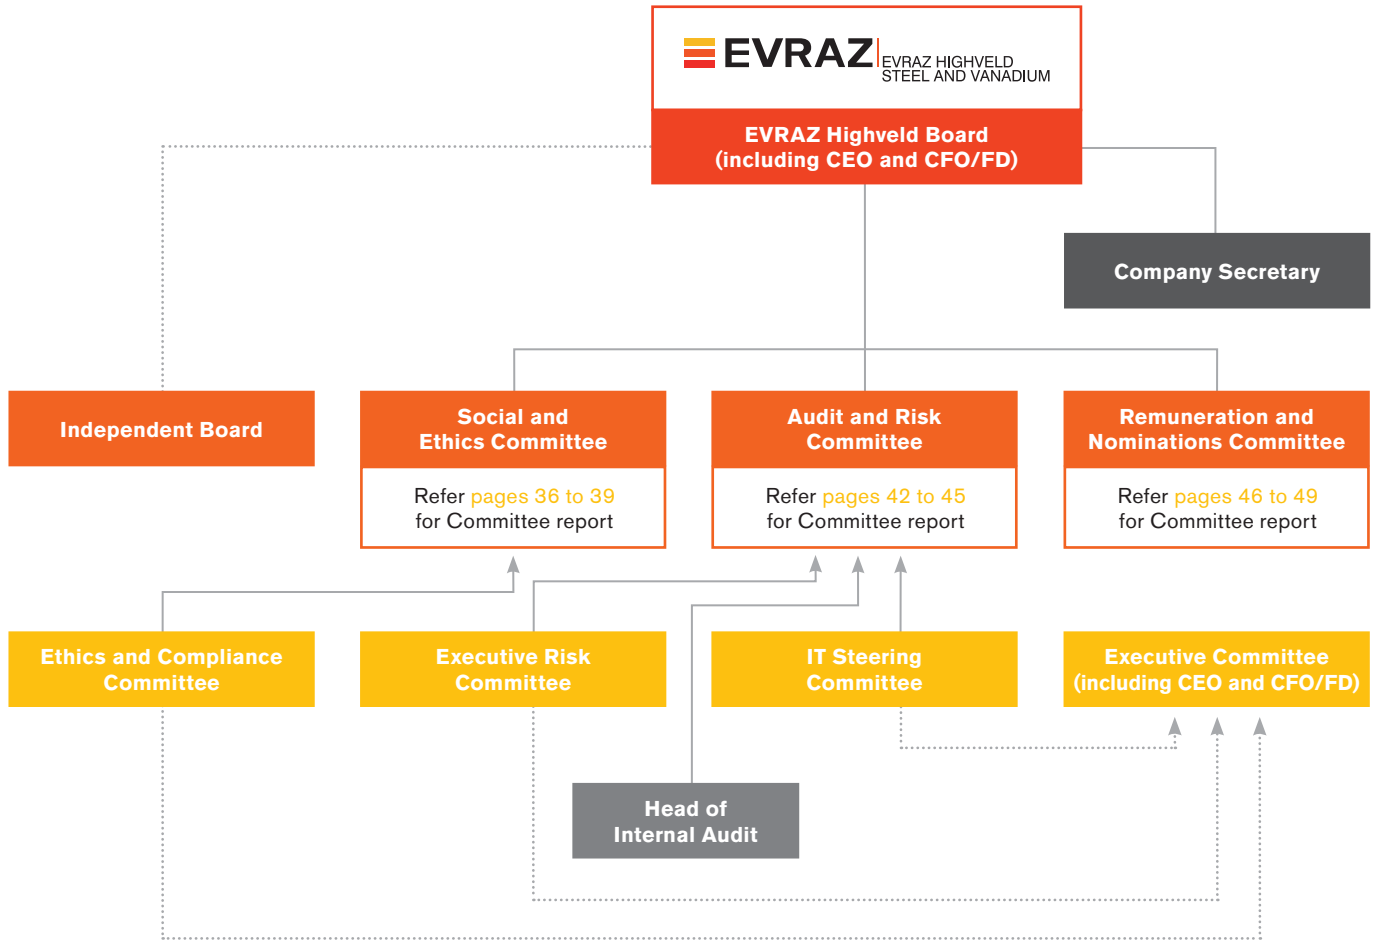 EVRAZ
EVRAZ HIGHVELD
STEEL AND VANADIUM
EVRAZ Highveld Board
(including CEO and CFO/FD)
Company Secretary
Independent Board
Social and
Ethics Committee
Refer pages 36 to 39
for Committee report
Audit and Risk
Committee
Refer pages 42 to 45
for Committee report
Remuneration and
Nominations Committee
Refer pages 46 to 49
for Committee report
Ethics and Compliance
Committee
Executive Risk
Committee
IT Steering
Committee
Executive Committee
(including CEO and CFO/FD)
Head of
Internal Audit